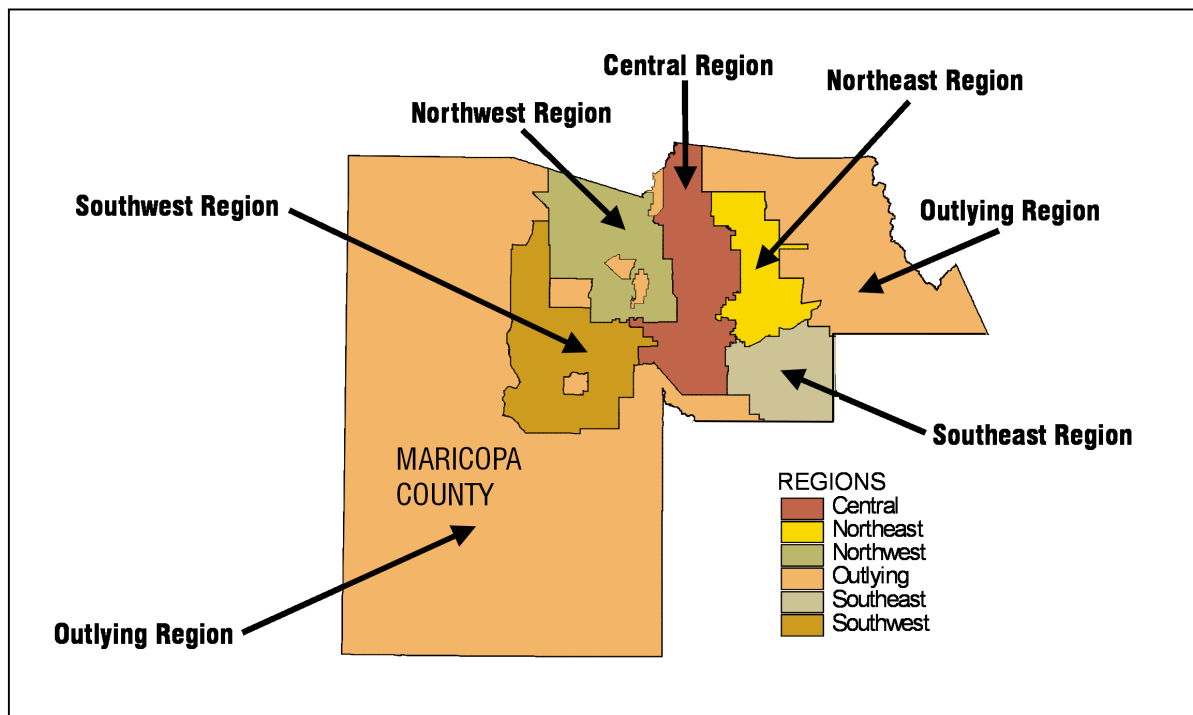 Central Region
Northeast Region
Northwest Region
Southwest Region
Outlying Region
Southeast Region
MARICOPA
COUNTY
Outlying Region
REGIONS
Central
Northeast
Northwest
Outlying
Southeast
Southwest